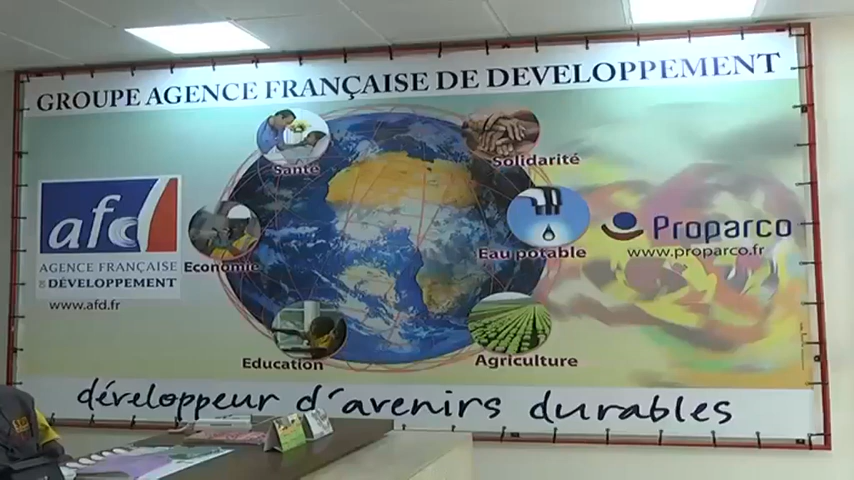 GROUPE AGENCE FRANÇAISE DE DEVELOPPEMENT
Santé
Solidarité
afd
AGENCE FRANÇAISE
DE DÉVELOPPEMENT
www.afd.fr
Economie
Eau potable
Proparco
www.proparco.fr
Education
Agriculture
développeur d'avenirs durables